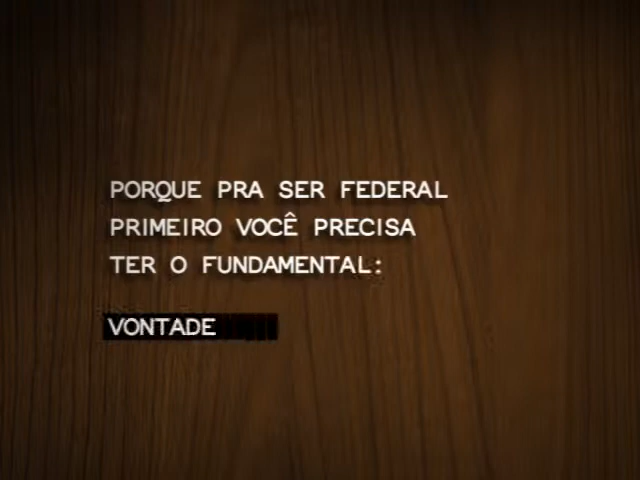 PORQUE PRA SER FEDERAL
PRIMEIRO VOCÊ PRECISA
TER O FUNDAMENTAL:
VONTADE